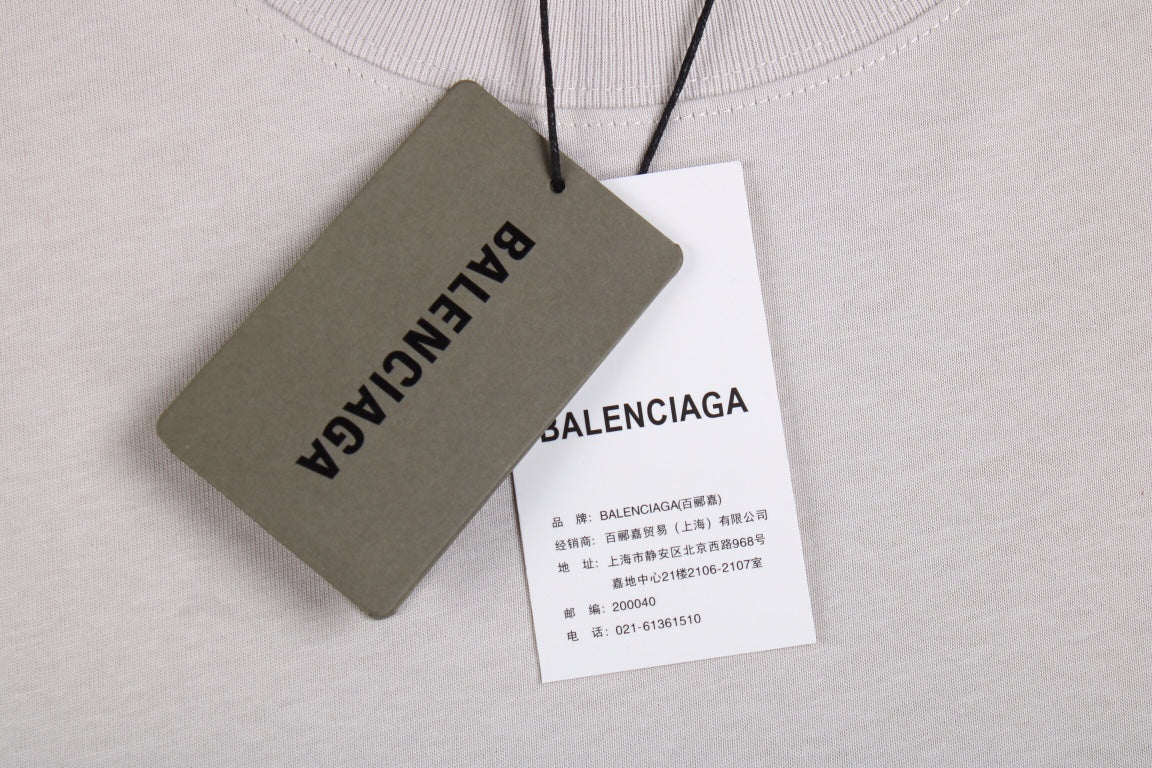 BALENCIAGA
BALENCIAGA
品 牌: BALENCIAGA(百郦嘉)
经销商: 百郦嘉贸易（上海）有限公司
地 址: 上海市静安区北京西路968号
嘉地中心21楼2106-2107室
邮 编: 200040
电 话: 021-61361510